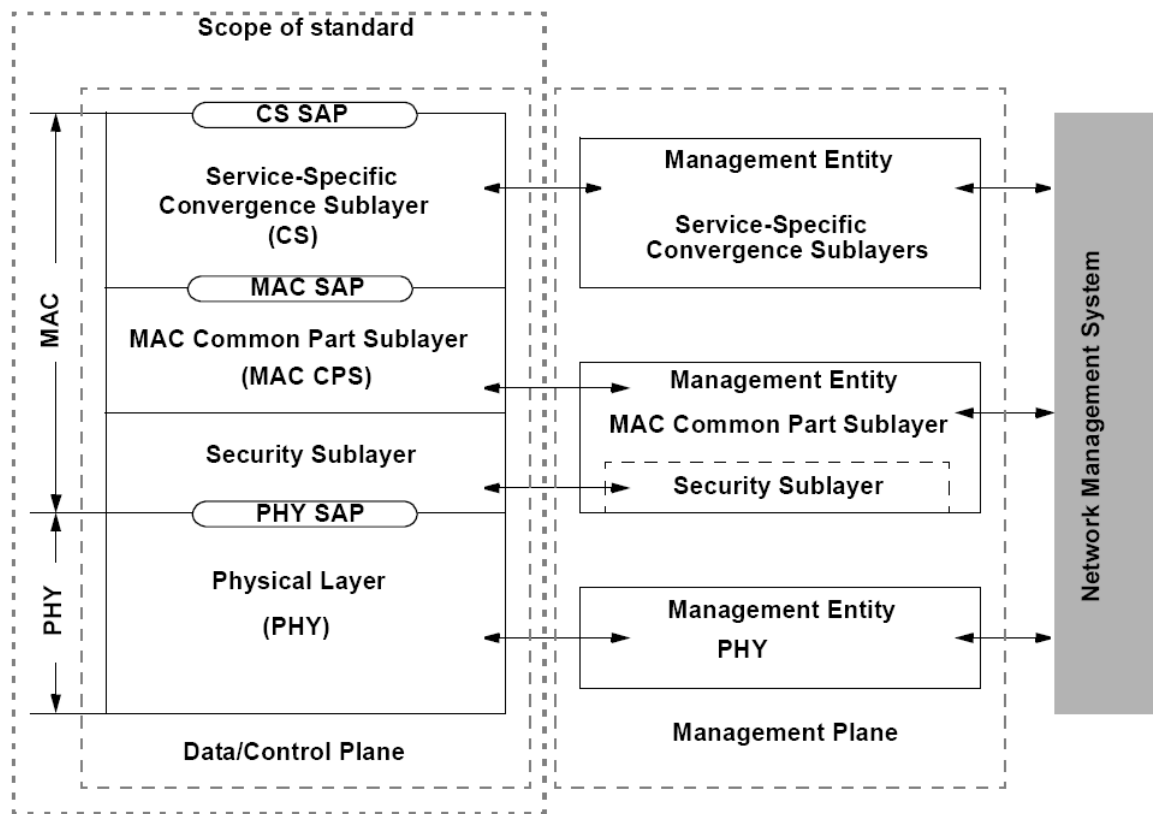 Scope of standard
CS SAP
Service-Specific
Convergence Sublayer
(CS)
MAC SAP
MAC Common Part Sublayer
(MAC CPS)
Security Sublayer
PHY SAP
Physical Layer
(PHY)
Data/Control Plane
MAC
PHY
Management Entity
Service-Specific
Convergence Sublayers
Management Entity
MAC Common Part Sublayer
Security Sublayer
Management Entity
PHY
Management Plane
Network Management System